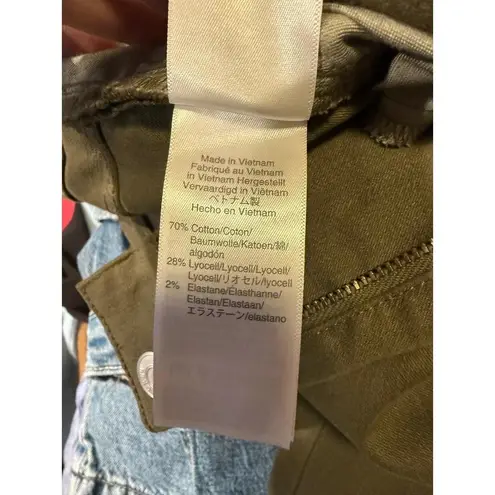 Made in Vietnam
Fabriqué au Vietnam
in Vietnam Hergestellt
Vervaardigd in Viëtnam
ベトナム製
Hecho en Vietnam
70% Cotton/Coton/
Baumwolle/Katoen/綿/
algodón
28% Lyocell/Lyocell/Lyocell/
Lyocell/リオセル/lyocell
2% Elastane/Elasthanne/
Elastan/Elastaan/
エラステーン/elastano